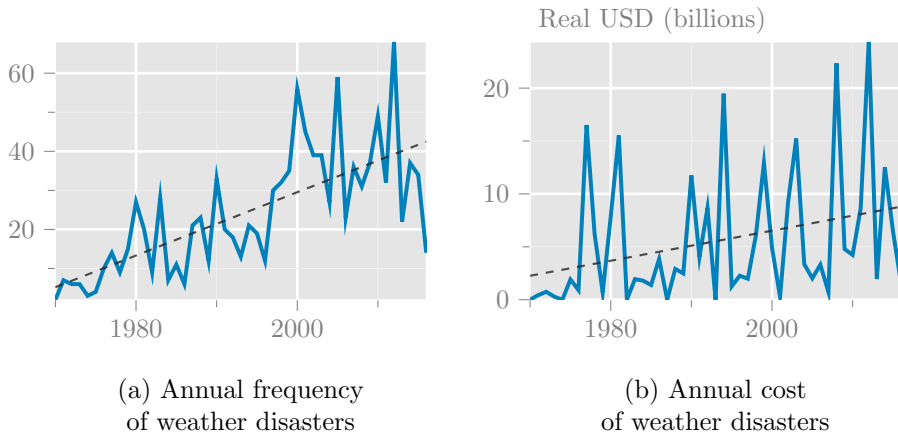 Real USD (billions)
60
40
20
1980
2000
20
10
0
1980
2000
(a) Annual frequency
of weather disasters
(b) Annual cost
of weather disasters